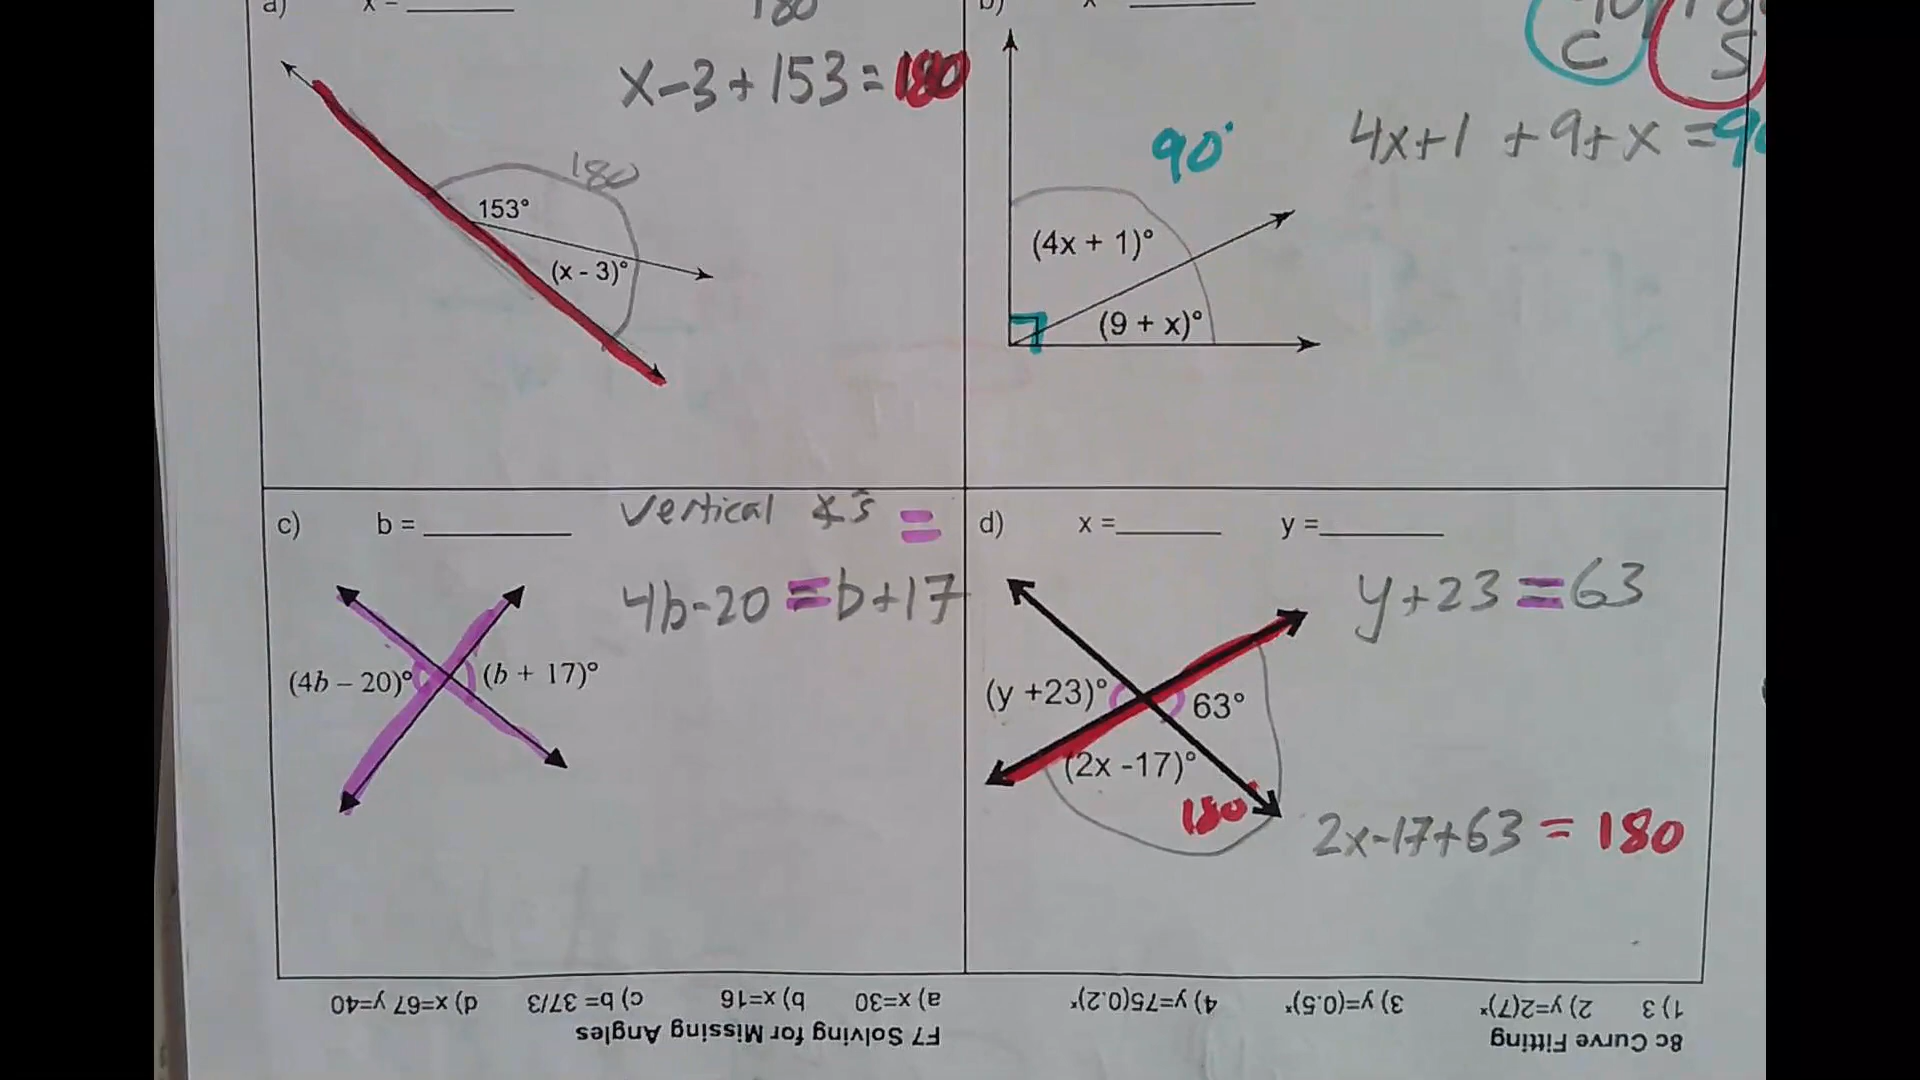 a) x = ______
180
x-3+153=180
180
153°
(x - 3)°
b)
C S
4x+1 +9+x =90
90°
(4x + 1)°
(9 + x)°
c) b = ______
vertical ∡'s =
4b-20=b+17
(4b – 20)°
(b + 17)°
d) x = ______ y = ______
y+23=63
(y +23)°
63°
(2x -17)°
180°
2x-17+63 = 180
8c Curve Fitting
1) 3 2) y=2(7)ˣ 3) y=(0.5)ˣ 4) y=75(0.2)ˣ
F7 Solving for Missing Angles
a) x=30 b) x=16 c) b= 37/3 d) x=67 y=40